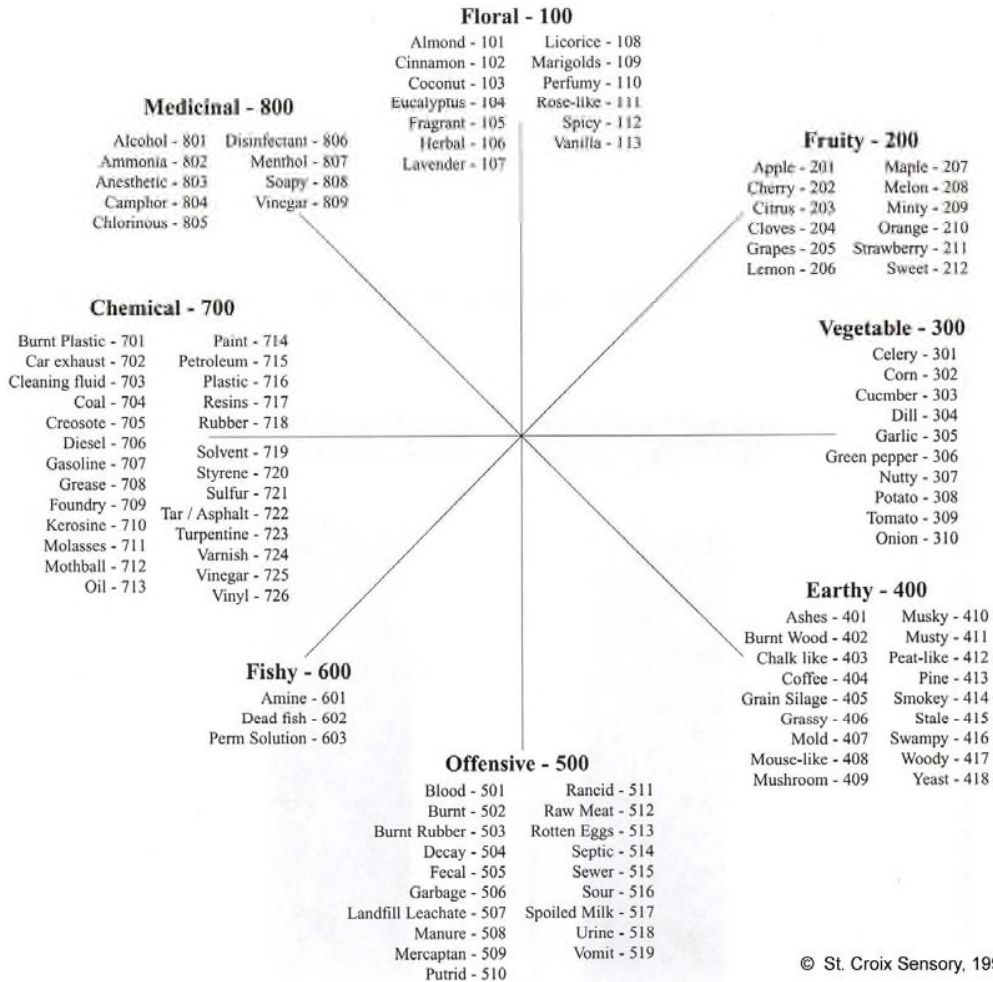 Floral - 100
Almond - 101
Cinnamon - 102
Coconut - 103
Eucalyptus - 104
Fragrant - 105
Herbal - 106
Lavender - 107
Licorice - 108
Marigolds - 109
Perfumy - 110
Rose-like - 111
Spicy - 112
Vanilla - 113
Medicinal - 800
Alcohol - 801
Ammonia - 802
Anesthetic - 803
Camphor - 804
Chlorinous - 805
Disinfectant - 806
Menthol - 807
Soapy - 808
Vinegar - 809
Fruity - 200
Apple - 201
Cherry - 202
Citrus - 203
Cloves - 204
Grapes - 205
Lemon - 206
Maple - 207
Melon - 208
Minty - 209
Orange - 210
Strawberry - 211
Sweet - 212
Chemical - 700
Burnt Plastic - 701
Car exhaust - 702
Cleaning fluid - 703
Coal - 704
Creosote - 705
Diesel - 706
Gasoline - 707
Grease - 708
Foundry - 709
Kerosine - 710
Molasses - 711
Mothball - 712
Oil - 713
Paint - 714
Petroleum - 715
Plastic - 716
Resins - 717
Rubber - 718
Solvent - 719
Styrene - 720
Sulfur - 721
Tar / Asphalt - 722
Turpentine - 723
Varnish - 724
Vinegar - 725
Vinyl - 726
Vegetable - 300
Celery - 301
Corn - 302
Cucmber - 303
Dill - 304
Garlic - 305
Green pepper - 306
Nutty - 307
Potato - 308
Tomato - 309
Onion - 310
Earthy - 400
Ashes - 401
Burnt Wood - 402
Chalk like - 403
Coffee - 404
Grain Silage - 405
Grassy - 406
Mold - 407
Mouse-like - 408
Mushroom - 409
Musky - 410
Musty - 411
Peat-like - 412
Pine - 413
Smokey - 414
Stale - 415
Swampy - 416
Woody - 417
Yeast - 418
Fishy - 600
Amine - 601
Dead fish - 602
Perm Solution - 603
Offensive - 500
Blood - 501
Burnt - 502
Burnt Rubber - 503
Decay - 504
Fecal - 505
Garbage - 506
Landfill Leachate - 507
Manure - 508
Mercaptan - 509
Putrid - 510
Rancid - 511
Raw Meat - 512
Rotten Eggs - 513
Septic - 514
Sewer - 515
Sour - 516
Spoiled Milk - 517
Urine - 518
Vomit - 519
© St. Croix Sensory,